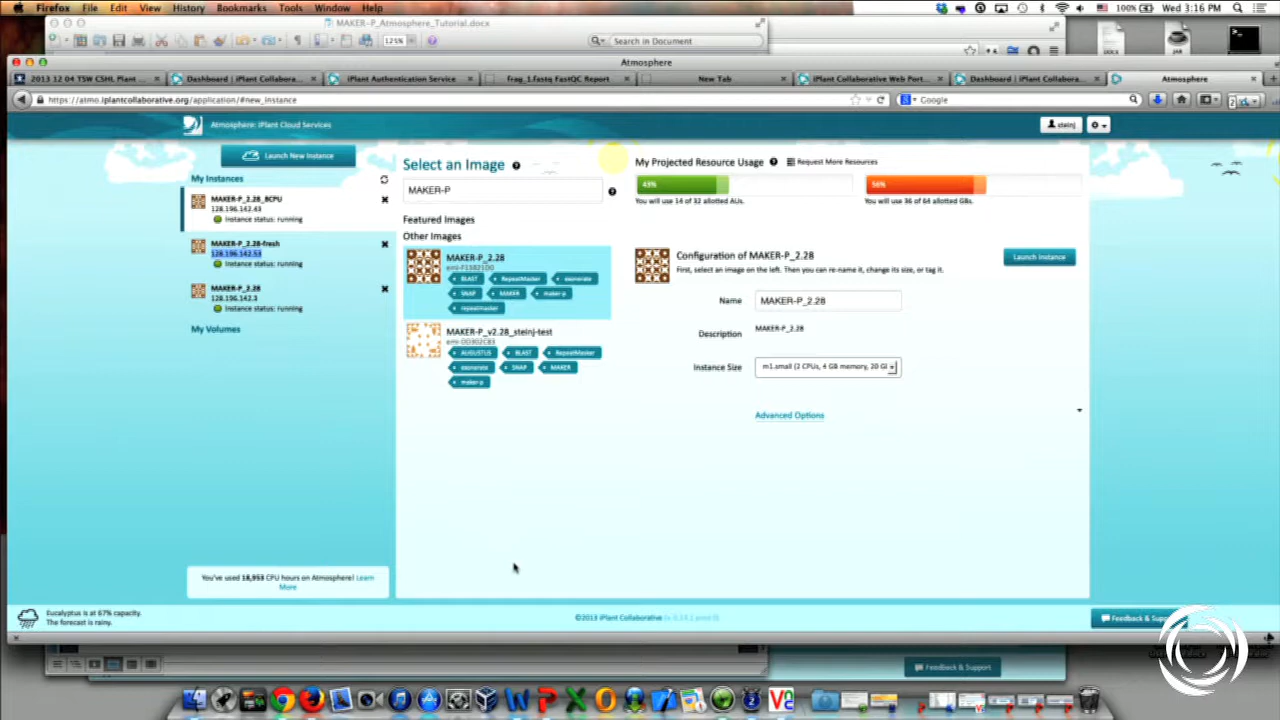 Firefox File Edit View History Bookmarks Tools Window Help
100% Wed 3:16 PM
MAKER-P_Atmosphere_Tutorial.docx
125%
Search in Document
Atmosphere
2013 12 04 TSW CSHL Plant ...
Dashboard | iPlant Collabora...
iPlant Authentication Service
frag_1.fastq FastQC Report
New Tab
iPlant Collaborative Web Port...
Dashboard | iPlant Collabora...
Atmosphere
https://atmo.iplantcollaborative.org/application/#new_instance
Google
Atmosphere: iPlant Cloud Services
steinj
Launch New Instance
My Instances
MAKER-P_2.28_8CPU
128.196.142.43
Instance status: running
MAKER-P_2.28-fresh
128.196.142.53
Instance status: running
MAKER-P_2.28
128.196.142.3
Instance status: running
My Volumes
You've used 18,953 CPU hours on Atmosphere! Learn
More
Select an Image
MAKER-P
Featured Images
Other Images
MAKER-P_2.28
BLAST RepeatMasker exonerate
SNAP MAKER maker-p
repeatmasker
MAKER-P_v2.28_steinj-test
AUGUSTUS BLAST RepeatMasker
exonerate SNAP MAKER
maker-p
My Projected Resource Usage
Request More Resources
43%
You will use 14 of 32 allotted AUs.
56%
You will use 36 of 64 allotted GBs.
Configuration of MAKER-P_2.28
First, select an image on the left. Then you can re-name it, change its size, or tag it.
Launch Instance
Name MAKER-P_2.28
Description MAKER-P_2.28
Instance Size m1.small (2 CPUs, 4 GB memory, 20 GI
Advanced Options
Eucalyptus is at 67% capacity.
The forecast is rainy.
©2013 iPlant Collaborative
Feedback & Supp
Feedback & Support